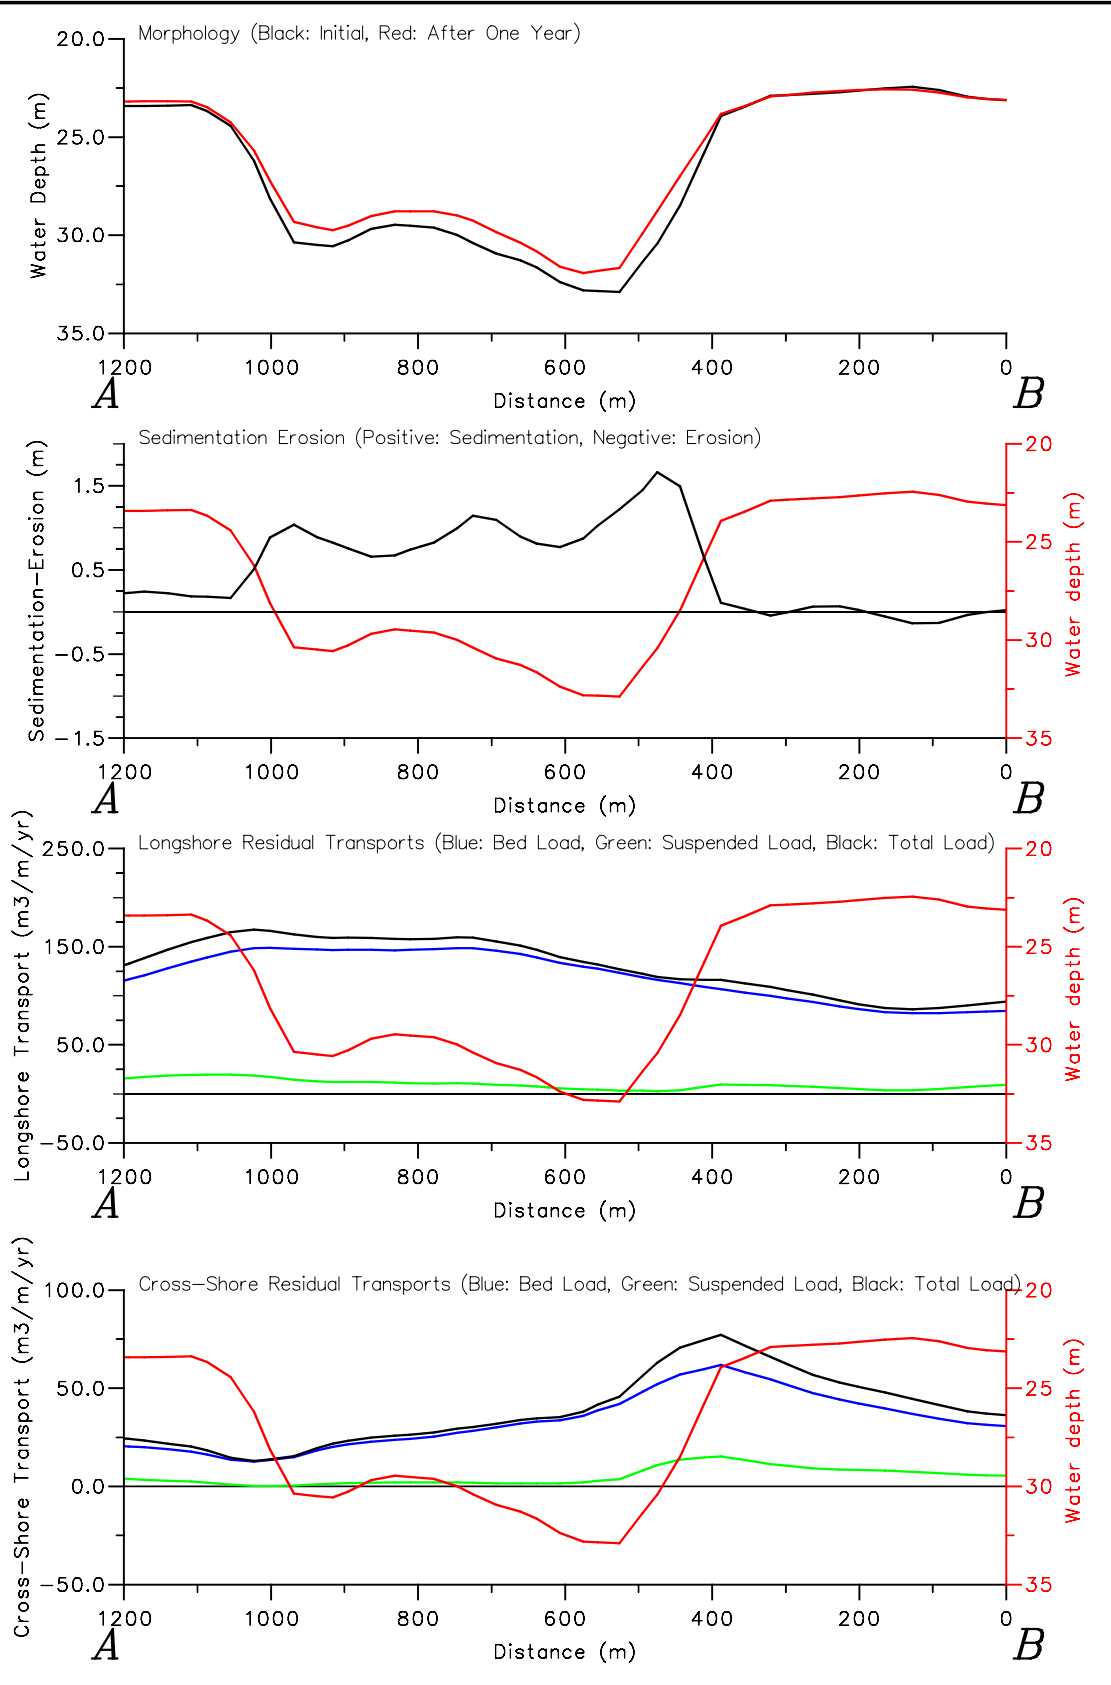 Morphology (Black: Initial, Red: After One Year)
20.0
25.0
30.0
35.0
Water Depth (m)
1200 1000 800 600 400 200 0
A Distance (m) B
Sedimentation Erosion (Positive: Sedimentation, Negative: Erosion)
1.5
0.5
−0.5
−1.5
Sedimentation−Erosion (m)
20
25
30
35
Water depth (m)
1200 1000 800 600 400 200 0
A Distance (m) B
Longshore Residual Transports (Blue: Bed Load, Green: Suspended Load, Black: Total Load)
250.0
150.0
50.0
−50.0
Longshore Transport (m3/m/yr)
20
25
30
35
Water depth (m)
1200 1000 800 600 400 200 0
A Distance (m) B
Cross−Shore Residual Transports (Blue: Bed Load, Green: Suspended Load, Black: Total Load)
100.0
50.0
0.0
−50.0
Cross−Shore Transport (m3/m/yr)
20
25
30
35
Water depth (m)
1200 1000 800 600 400 200 0
A Distance (m) B